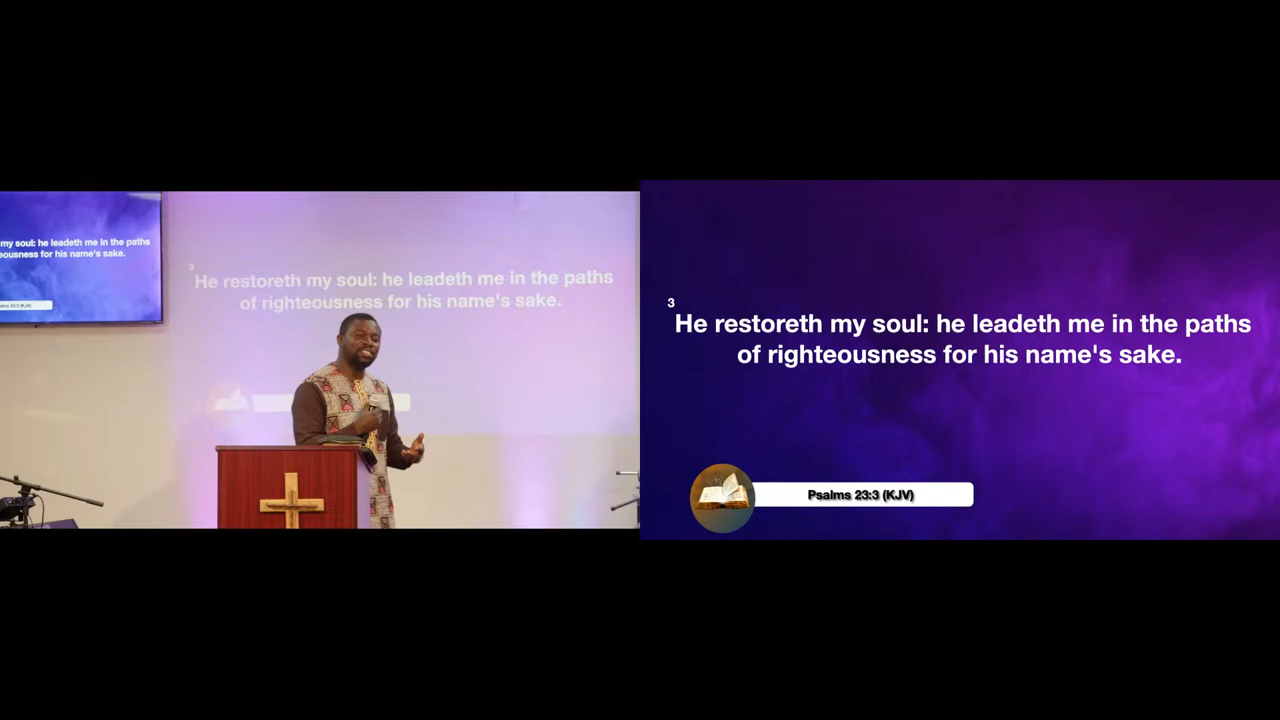 my soul: he leadeth me in the paths
eousness for his name's sake.
3
He restoreth my soul: he leadeth me in the paths
of righteousness for his name's sake.
3
He restoreth my soul: he leadeth me in the paths
of righteousness for his name's sake.
Psalms 23:3 (KJV)